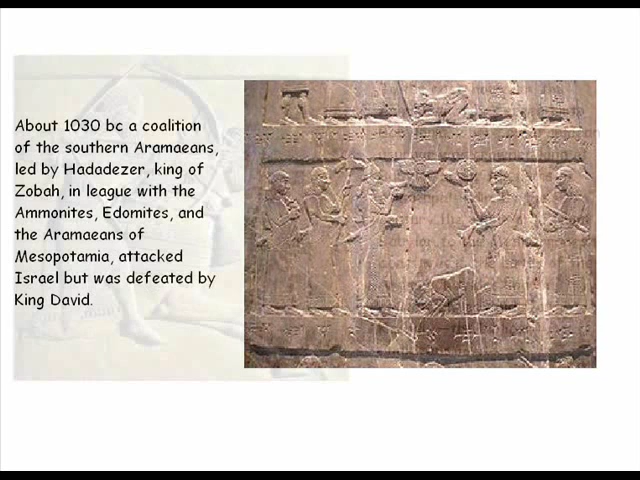 About 1030 bc a coalition
of the southern Aramaeans,
led by Hadadezer, king of
Zobah, in league with the
Ammonites, Edomites, and
the Aramaeans of
Mesopotamia, attacked
Israel but was defeated by
King David.